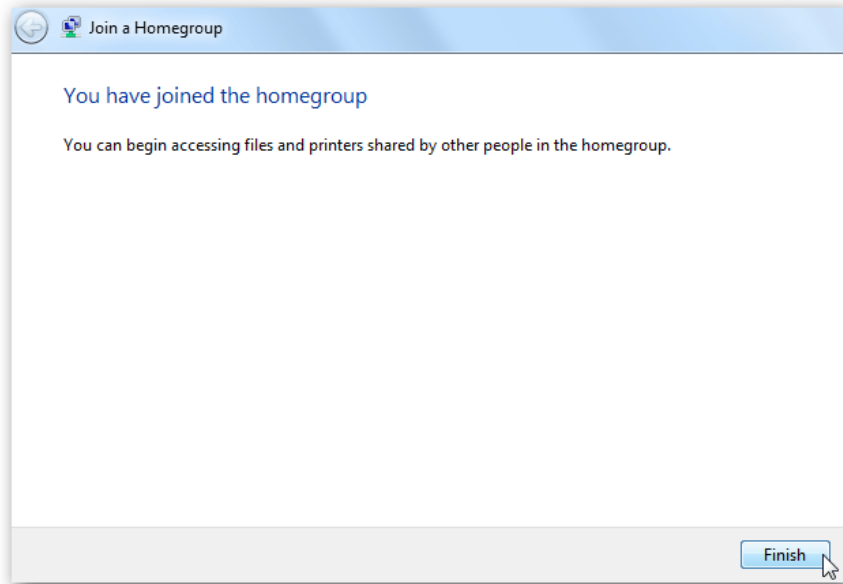 Join a Homegroup
You have joined the homegroup
You can begin accessing files and printers shared by other people in the homegroup.
Finish